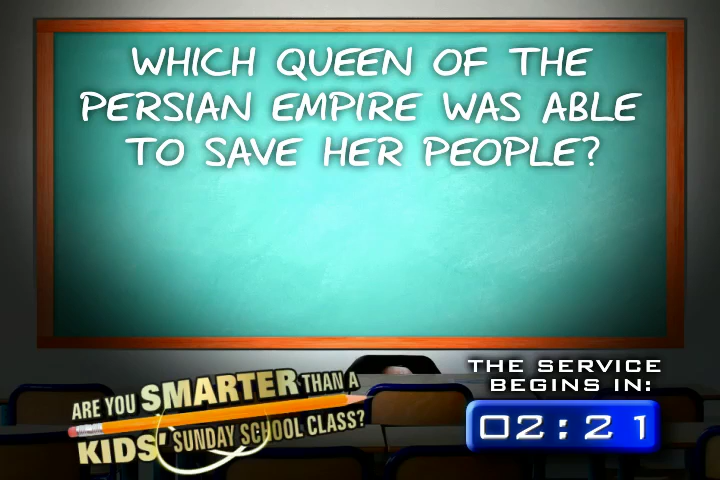 WHICH QUEEN OF THE
PERSIAN EMPIRE WAS ABLE
TO SAVE HER PEOPLE?
ARE YOU SMARTER THAN A
KIDS' SUNDAY SCHOOL CLASS?
THE SERVICE
BEGINS IN:
02:21